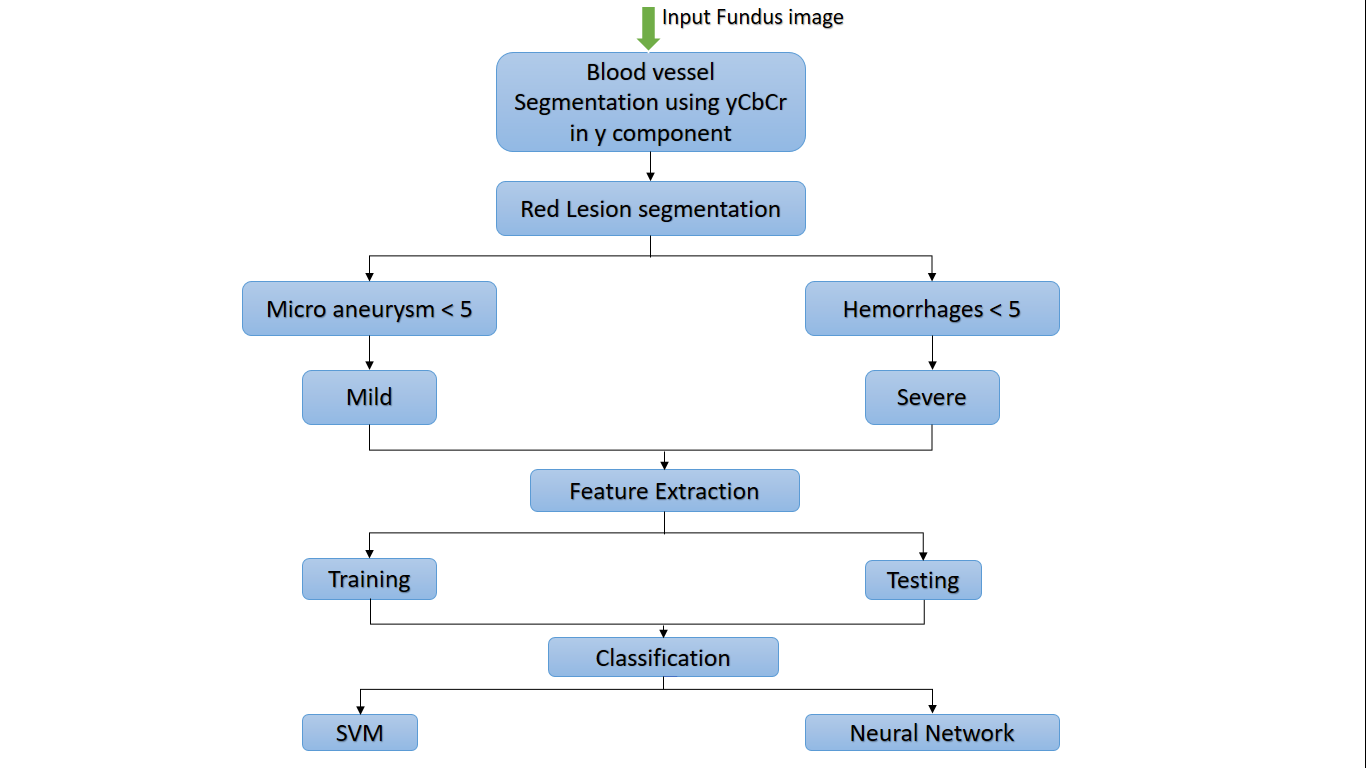 Input Fundus image
Blood vessel
Segmentation using yCbCr
in y component
Red Lesion segmentation
Micro aneurysm < 5
Hemorrhages < 5
Mild
Severe
Feature Extraction
Training
Testing
Classification
SVM
Neural Network